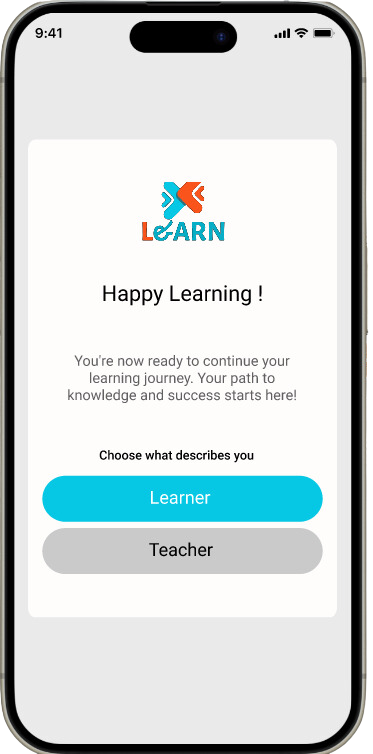 9:41
LeARN
Happy Learning !
You're now ready to continue your
learning journey. Your path to
knowledge and success starts here!
Choose what describes you
Learner
Teacher